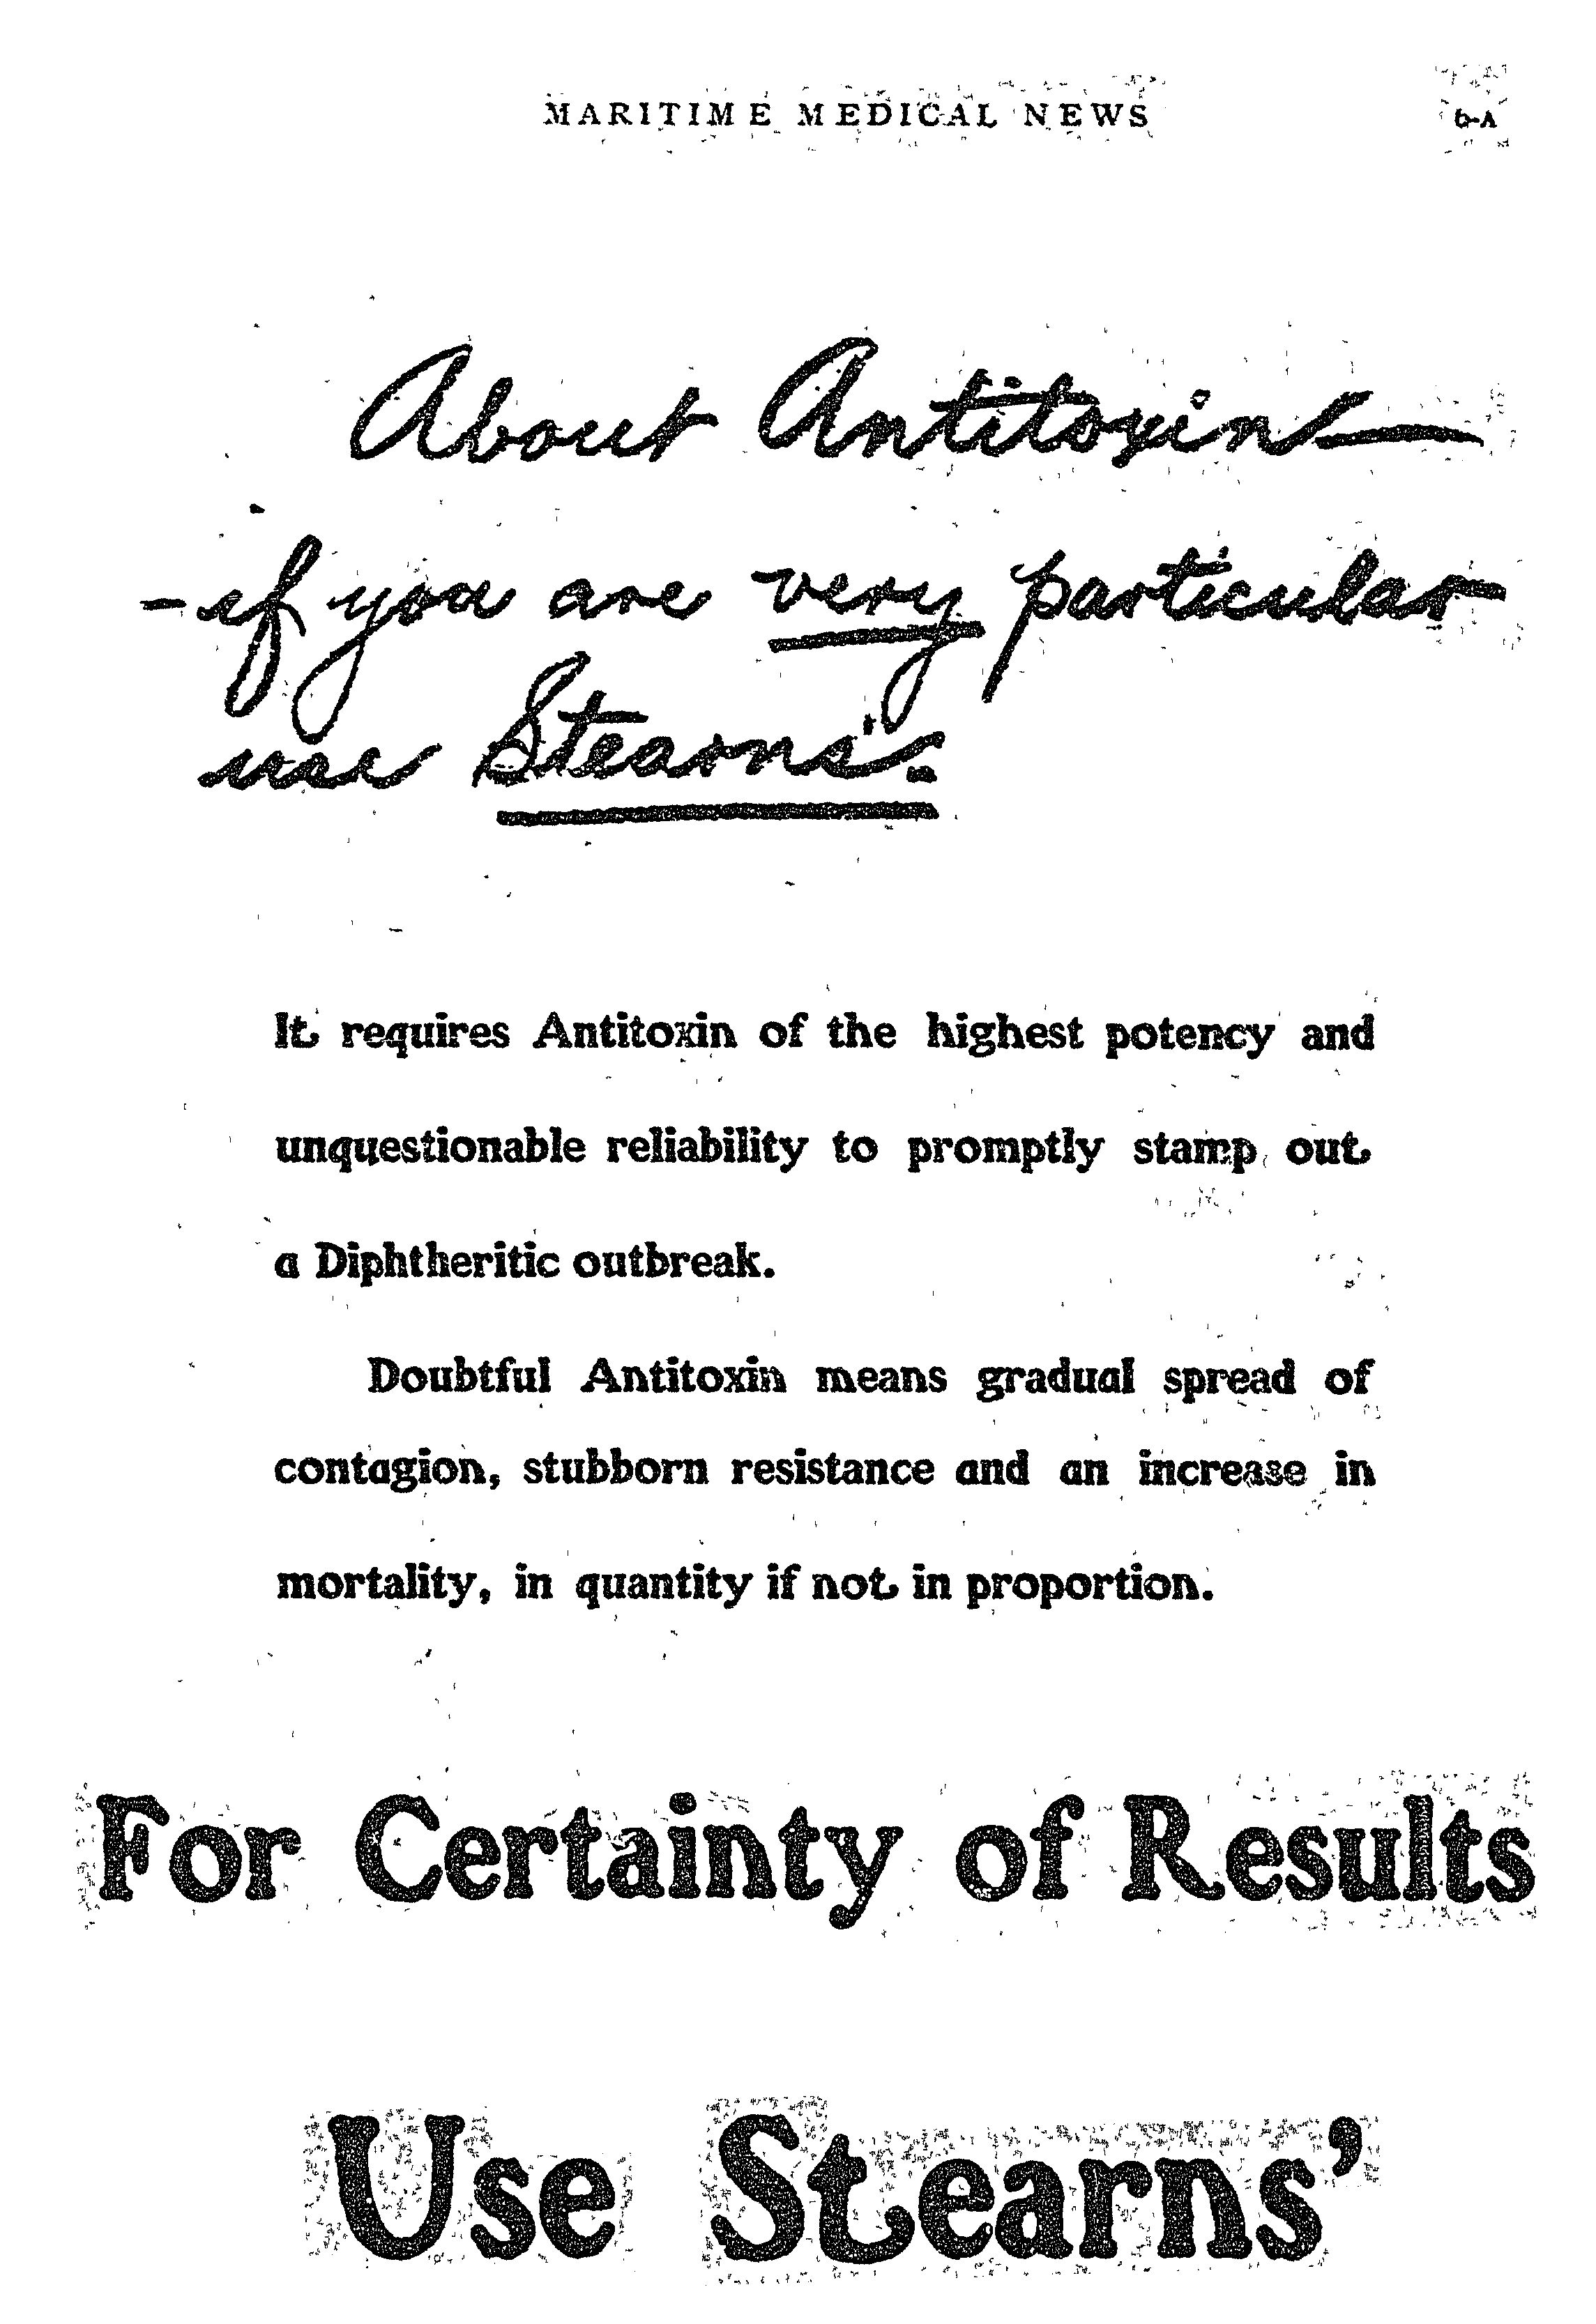 MARITIME MEDICAL NEWS 6-A
About Antitoxin—
-if you are very particular
use Stearns'.
It requires Antitoxin of the highest potency and
unquestionable reliability to promptly stamp out
a Diphtheritic outbreak.
Doubtful Antitoxin means gradual spread of
contagion, stubborn resistance and an increase in
mortality, in quantity if not in proportion.
For Certainty of Results
Use Stearns'